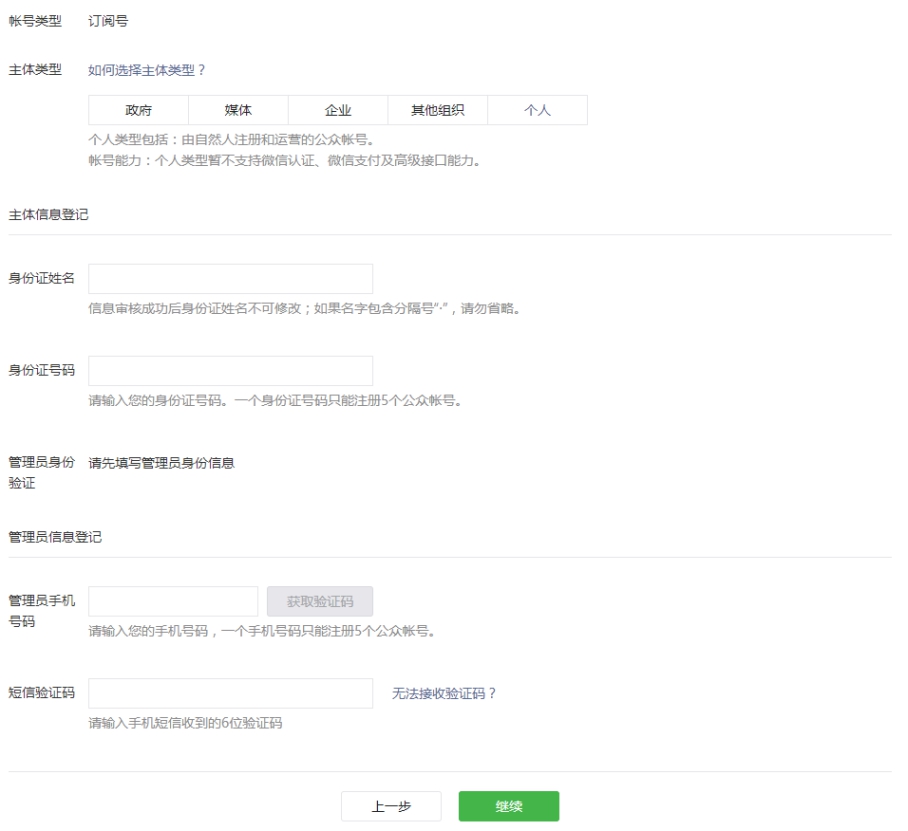 帐号类型 订阅号
主体类型 如何选择主体类型？
政府 媒体 企业 其他组织 个人
个人类型包括：由自然人注册和运营的公众帐号。
帐号能力：个人类型暂不支持微信认证、微信支付及高级接口能力。
主体信息登记
身份证姓名
信息审核成功后身份证姓名不可修改；如果名字包含分隔号“·”，请勿省略。
身份证号码
请输入您的身份证号码。一个身份证号码只能注册5个公众帐号。
管理员身份 请先填写管理员身份信息
验证
管理员信息登记
管理员手机 获取验证码
号码
请输入您的手机号码，一个手机号码只能注册5个公众帐号。
短信验证码 无法接收验证码？
请输入手机短信收到的6位验证码
上一步 继续